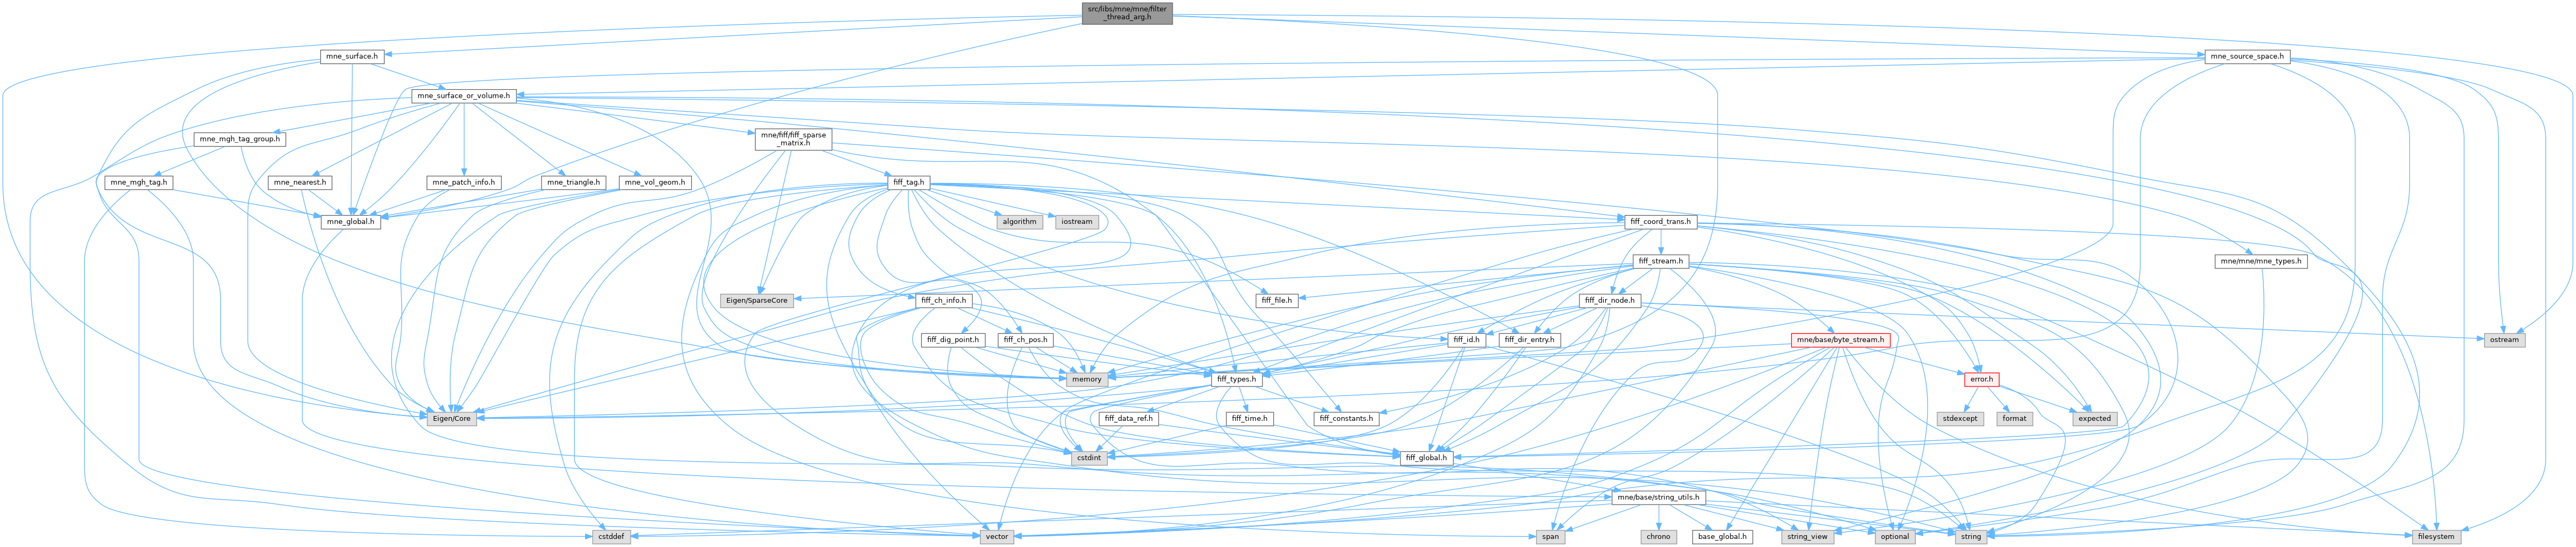 src/libs/mne/mne/filter
_thread_arg.h
mne_surface.h
mne_source_space.h
mne_surface_or_volume.h
mne_mgh_tag_group.h
mne/fiff/fiff_sparse
_matrix.h
mne_mgh_tag.h
mne_nearest.h
mne_patch_info.h
mne_triangle.h
mne_vol_geom.h
fiff_tag.h
mne_global.h
algorithm
iostream
fiff_coord_trans.h
fiff_stream.h
mne/mne/mne_types.h
Eigen/SparseCore
fiff_ch_info.h
fiff_file.h
fiff_dir_node.h
fiff_dig_point.h
fiff_ch_pos.h
fiff_id.h
fiff_dir_entry.h
mne/base/byte_stream.h
ostream
memory
fiff_types.h
error.h
Eigen/Core
fiff_data_ref.h
fiff_time.h
fiff_constants.h
stdexcept
format
expected
cstdint
fiff_global.h
mne/base/string_utils.h
cstddef
vector
span
chrono
base_global.h
string_view
optional
string
filesystem